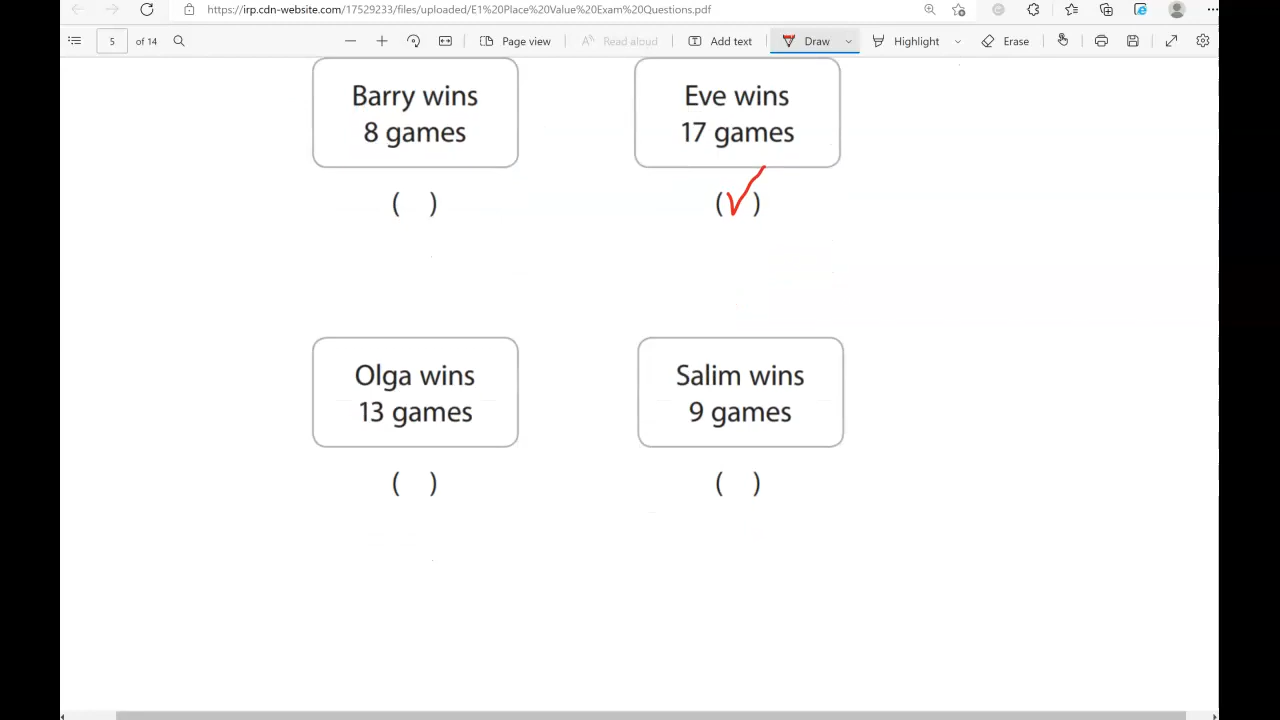 https://irp.cdn-website.com/17529233/files/uploaded/E1%20Place%20Value%20Exam%20Questions.pdf
5 of 14
Page view
Read aloud
Add text
Draw
Highlight
Erase
Barry wins
8 games
Eve wins
17 games
( )
(✓)
Olga wins
13 games
Salim wins
9 games
( )
( )